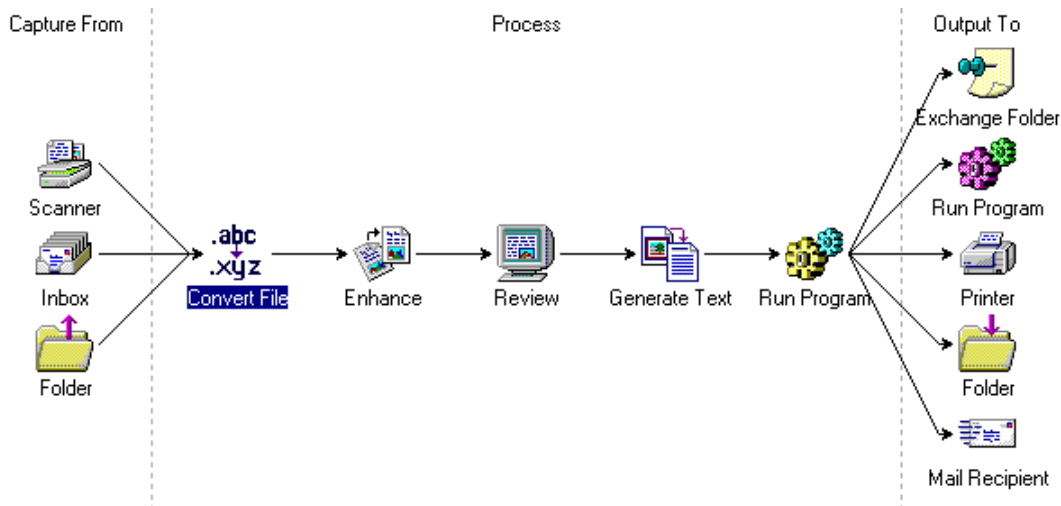 Capture From
Process
Output To
Exchange Folder
Scanner
Run Program
.abc
.xyz
Inbox
Convert File
Enhance
Review
Generate Text
Run Program
Printer
Folder
Folder
Mail Recipient